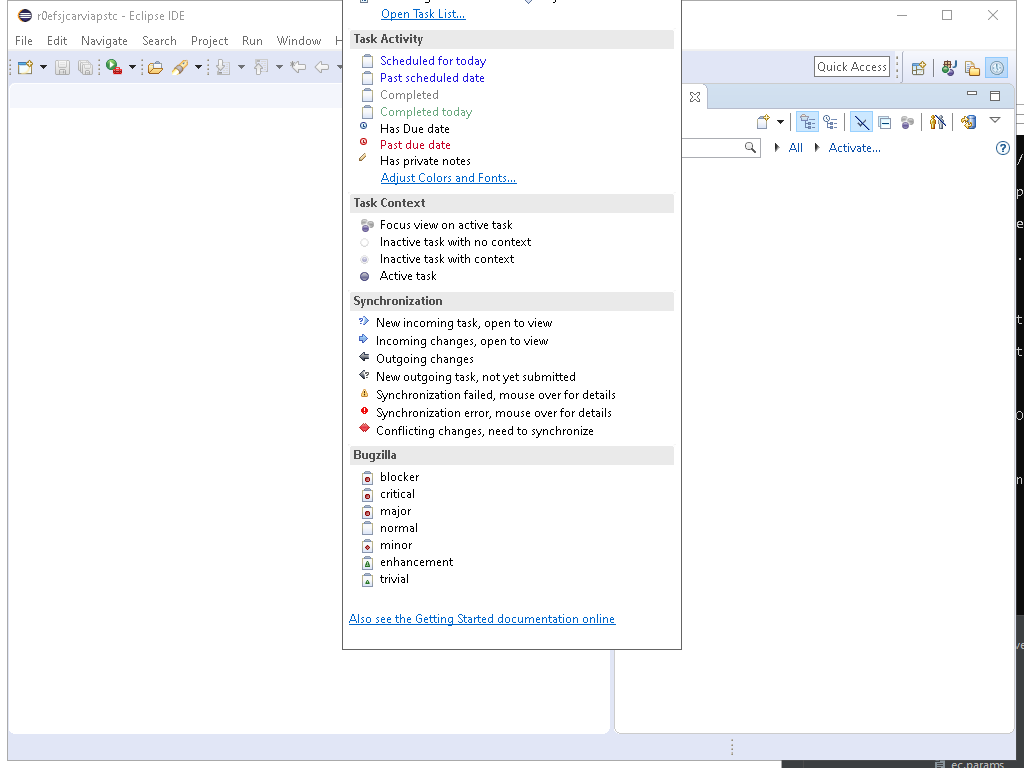 r0efsjcarviapstc - Eclipse IDE
File Edit Navigate Search Project Run Window
Quick Access
All Activate...
Open Task List...
Task Activity
Scheduled for today
Past scheduled date
Completed
Completed today
Has Due date
Past due date
Has private notes
Adjust Colors and Fonts...
Task Context
Focus view on active task
Inactive task with no context
Inactive task with context
Active task
Synchronization
New incoming task, open to view
Incoming changes, open to view
Outgoing changes
New outgoing task, not yet submitted
Synchronization failed, mouse over for details
Synchronization error, mouse over for details
Conflicting changes, need to synchronize
Bugzilla
blocker
critical
major
normal
minor
enhancement
trivial
Also see the Getting Started documentation online
ec.params